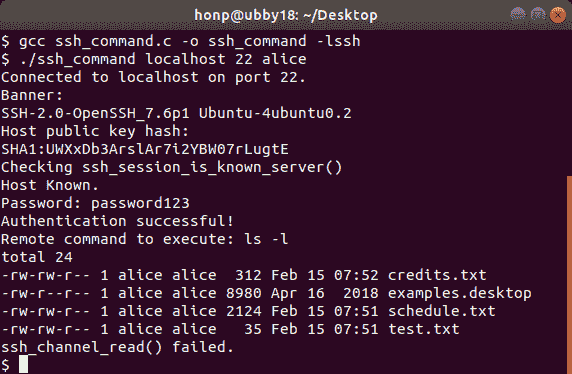 honp@ubby18: ~/Desktop
$ gcc ssh_command.c -o ssh_command -lssh
$ ./ssh_command localhost 22 alice
Connected to localhost on port 22.
Banner:
SSH-2.0-OpenSSH_7.6p1 Ubuntu-4ubuntu0.2
Host public key hash:
SHA1:UWXxDb3ArslAr7i2YBW07rLugtE
Checking ssh_session_is_known_server()
Host Known.
Password: password123
Authentication successful!
Remote command to execute: ls -l
total 24
-rw-rw-r-- 1 alice alice  312 Feb 15 07:52 credits.txt
-rw-r--r-- 1 alice alice 8980 Apr 16  2018 examples.desktop
-rw-rw-r-- 1 alice alice 2124 Feb 15 07:51 schedule.txt
-rw-rw-r-- 1 alice alice   35 Feb 15 07:51 test.txt
ssh_channel_read() failed.
$